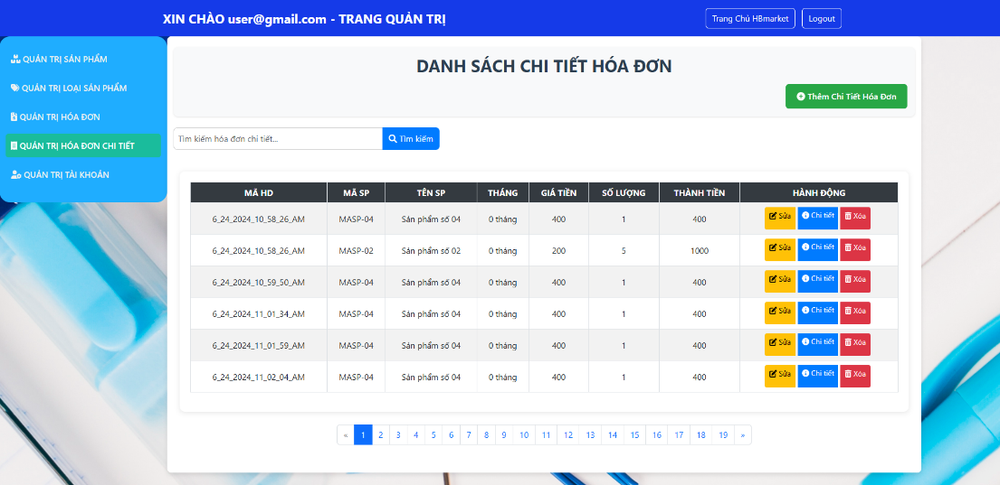 XIN CHÀO user@gmail.com - TRANG QUẢN TRỊ
Trang Chủ HBmarket
Logout
QUẢN TRỊ SẢN PHẨM
QUẢN TRỊ LOẠI SẢN PHẨM
QUẢN TRỊ HÓA ĐƠN
QUẢN TRỊ HÓA ĐƠN CHI TIẾT
QUẢN TRỊ TÀI KHOẢN
DANH SÁCH CHI TIẾT HÓA ĐƠN
Thêm Chi Tiết Hóa Đơn
Tìm kiếm hóa đơn chi tiết...
Tìm kiếm
MÃ HD MÃ SP TÊN SP THÁNG GIÁ TIỀN SỐ LƯỢNG THÀNH TIỀN HÀNH ĐỘNG
6_24_2024_10_58_26_AM MASP-04 Sản phẩm số 04 0 tháng 400 1 400 Sửa Chi tiết Xóa
6_24_2024_10_58_26_AM MASP-02 Sản phẩm số 02 0 tháng 200 5 1000 Sửa Chi tiết Xóa
6_24_2024_10_59_50_AM MASP-04 Sản phẩm số 04 0 tháng 400 1 400 Sửa Chi tiết Xóa
6_24_2024_11_01_34_AM MASP-04 Sản phẩm số 04 0 tháng 400 1 400 Sửa Chi tiết Xóa
6_24_2024_11_01_59_AM MASP-04 Sản phẩm số 04 0 tháng 400 1 400 Sửa Chi tiết Xóa
6_24_2024_11_02_04_AM MASP-04 Sản phẩm số 04 0 tháng 400 1 400 Sửa Chi tiết Xóa
« 1 2 3 4 5 6 7 8 9 10 11 12 13 14 15 16 17 18 19 »